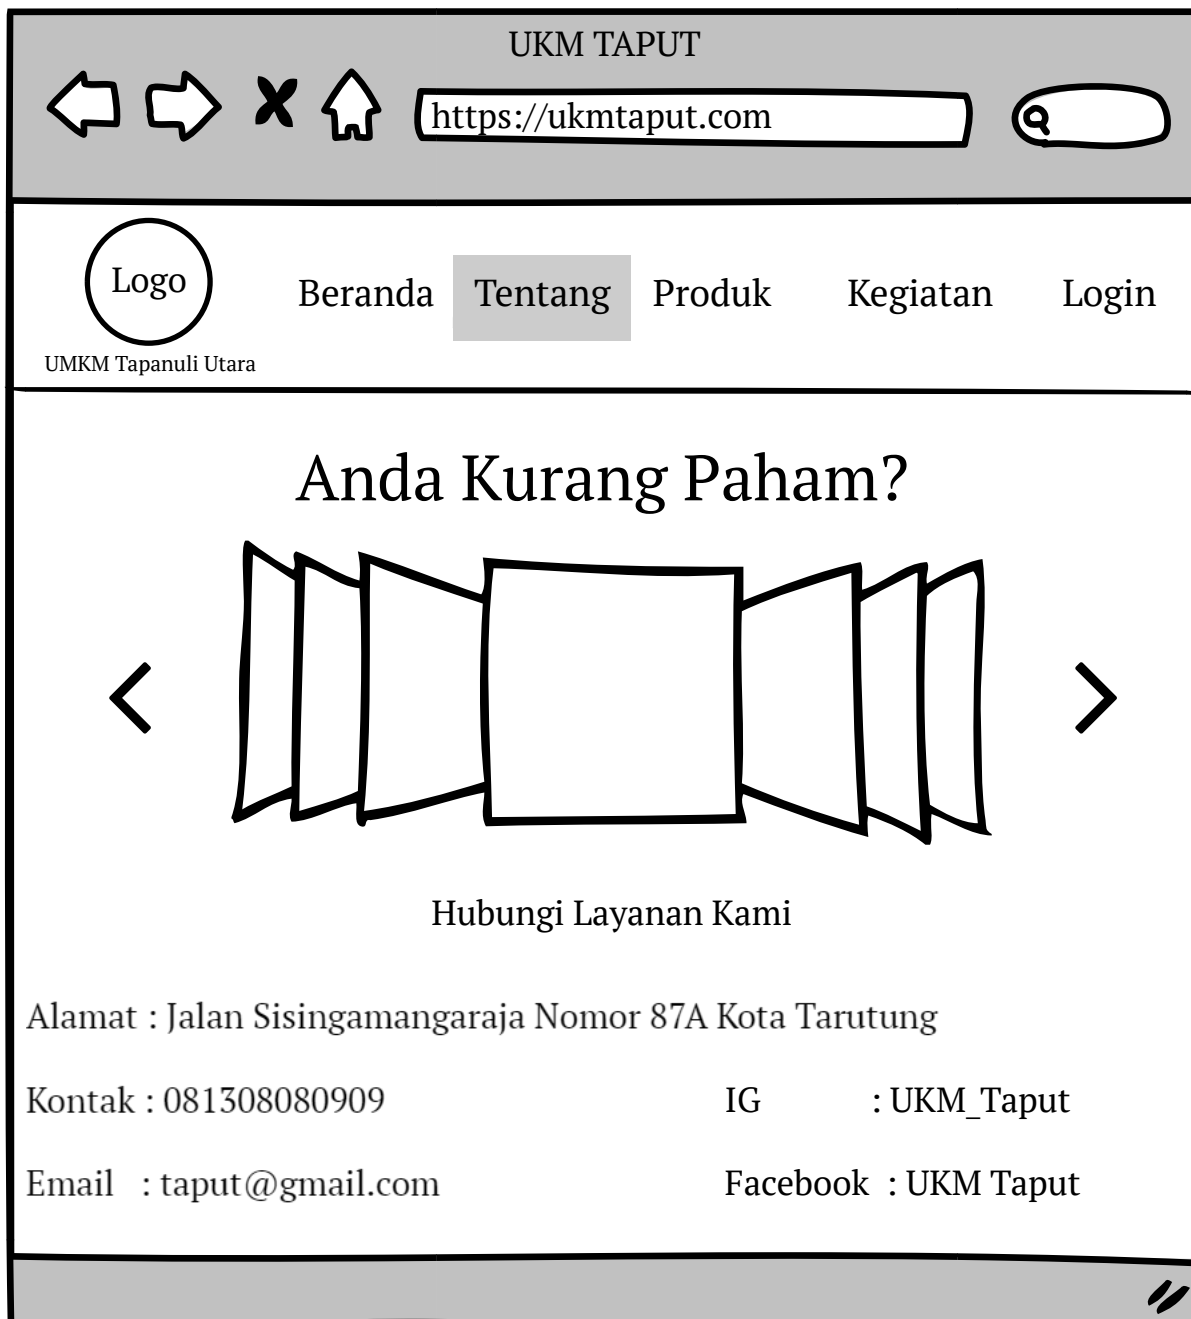 UKM TAPUT
https://ukmtaput.com
Logo
UMKM Tapanuli Utara
Beranda Tentang Produk Kegiatan Login
Anda Kurang Paham?
Hubungi Layanan Kami
Alamat : Jalan Sisingamangaraja Nomor 87A Kota Tarutung
Kontak : 081308080909 IG : UKM_Taput
Email : taput@gmail.com Facebook : UKM Taput